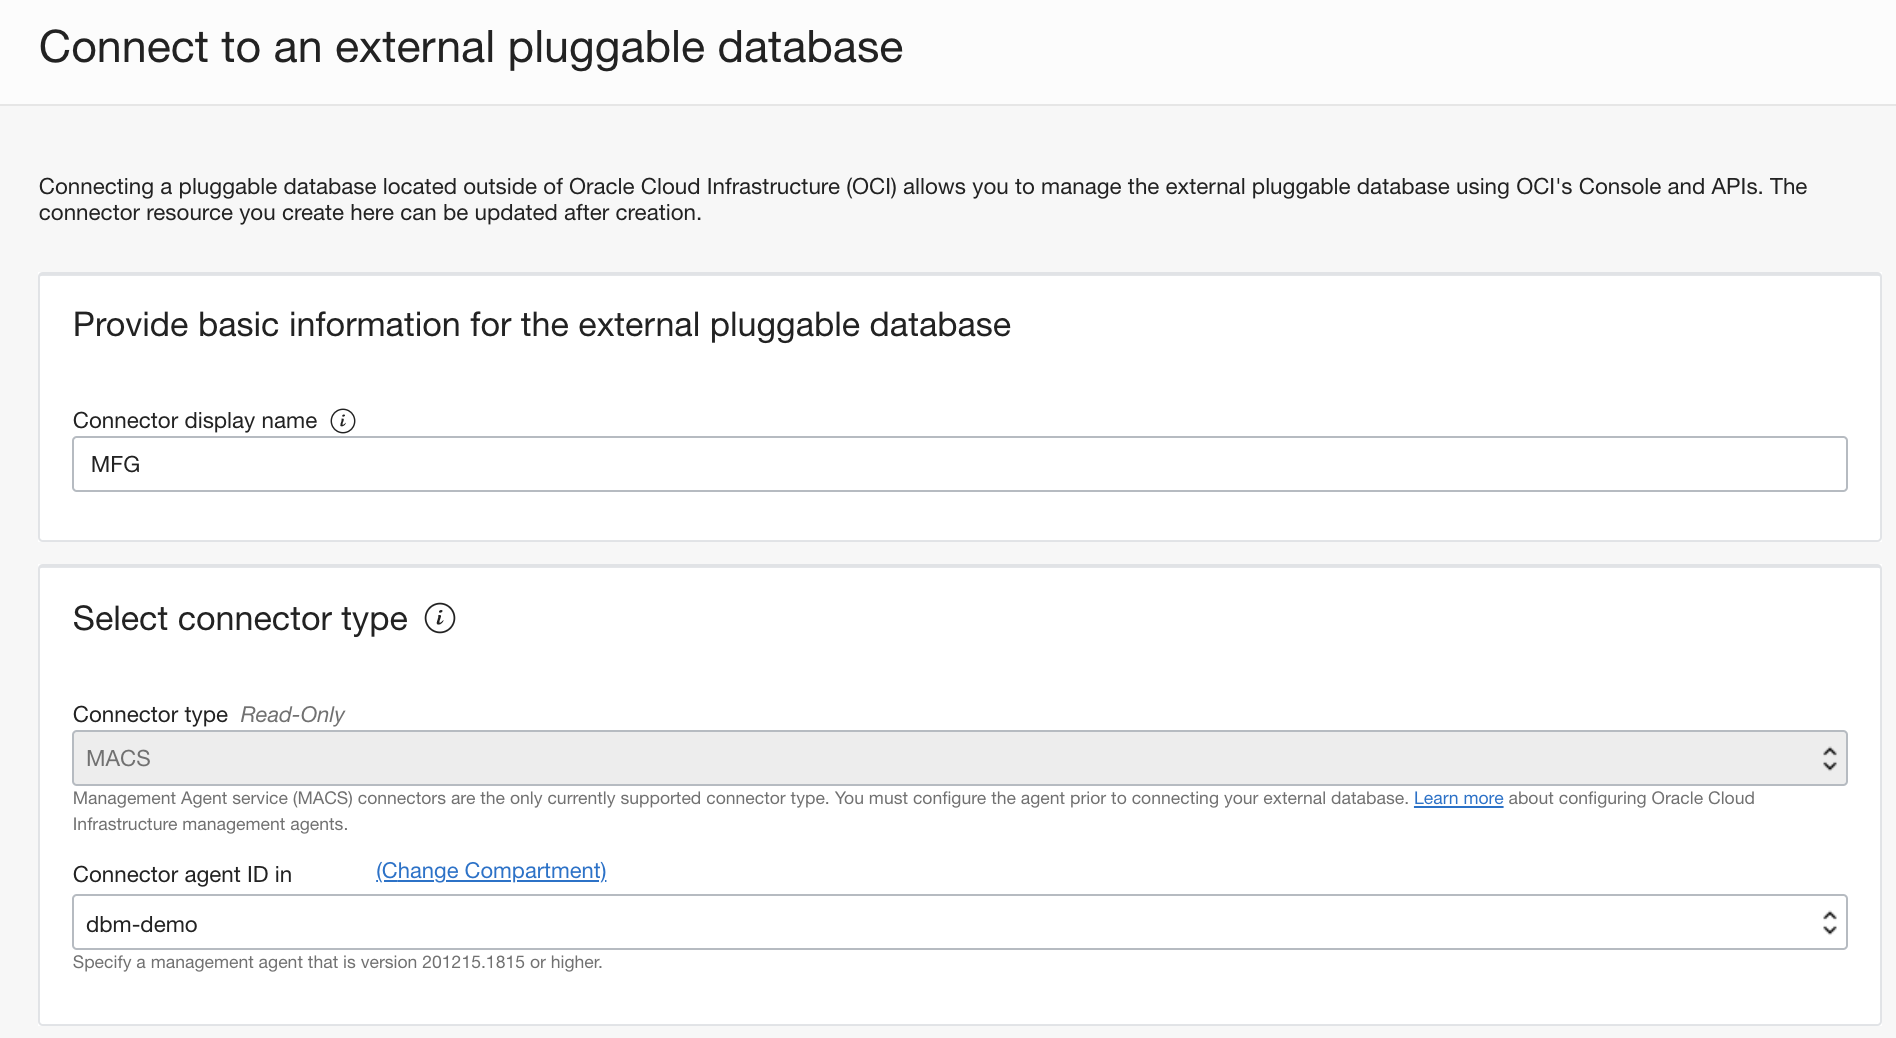 Connect to an external pluggable database
Connecting a pluggable database located outside of Oracle Cloud Infrastructure (OCI) allows you to manage the external pluggable database using OCI's Console and APIs. The
connector resource you create here can be updated after creation.
Provide basic information for the external pluggable database
Connector display name i
MFG
Select connector type i
Connector type Read-Only
MACS
Management Agent service (MACS) connectors are the only currently supported connector type. You must configure the agent prior to connecting your external database. Learn more about configuring Oracle Cloud
Infrastructure management agents.
Connector agent ID in (Change Compartment)
dbm-demo
Specify a management agent that is version 201215.1815 or higher.